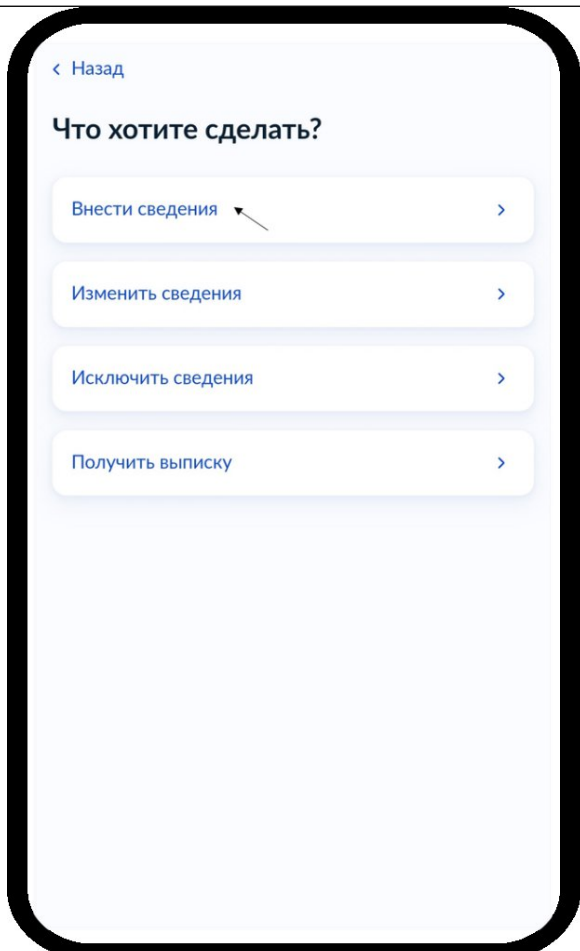 Назад
Что хотите сделать?
Внести сведения
Изменить сведения
Исключить сведения
Получить выписку